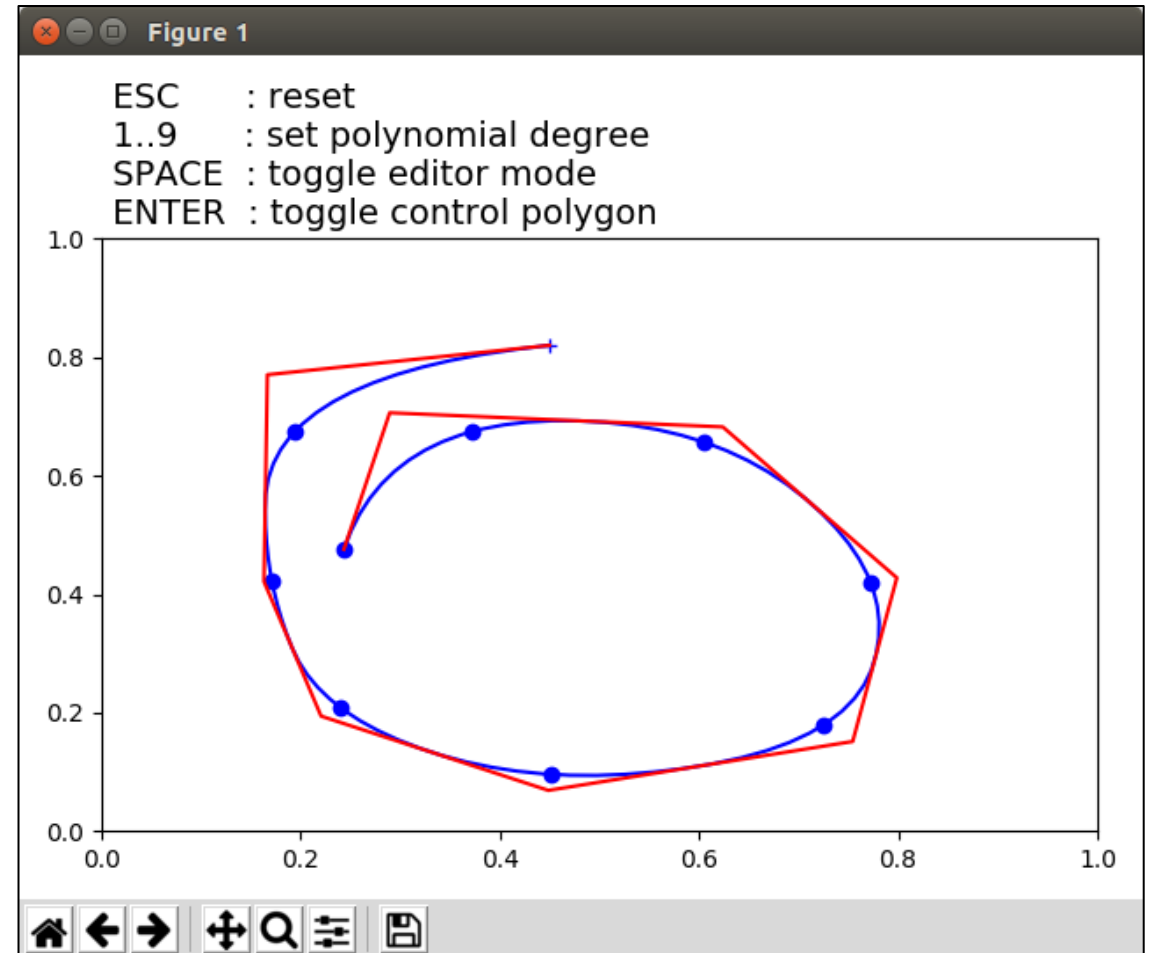 Figure 1
ESC : reset
1..9 : set polynomial degree
SPACE : toggle editor mode
ENTER : toggle control polygon
1.0
0.8
0.6
0.4
0.2
0.0
0.0 0.2 0.4 0.6 0.8 1.0